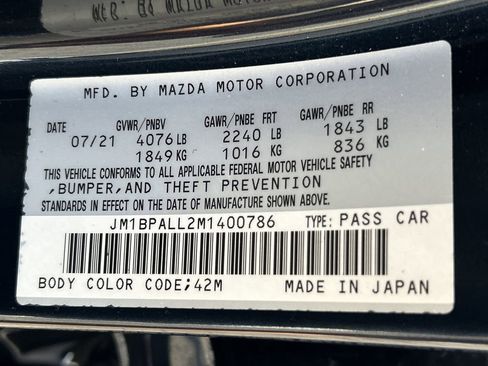 MFD. BY MAZDA MOTOR CORPORATION
DATE GVWR/PNBV GAWR/PNBE FRT GAWR/PNBE RR
07/21 4076 LB 2240 LB 1843 LB
1849 KG 1016 KG 836 KG
THIS VEHICLE CONFORMS TO ALL APPLICABLE FEDERAL MOTOR VEHICLE SAFETY
,BUMPER,AND THEFT PREVENTION
STANDARDS IN EFFECT ON THE DATE OF MANUFACTURE SHOWN ABOVE.
JM1BPALL2M1400786 TYPE: PASS CAR
BODY COLOR CODE;42M MADE IN JAPAN